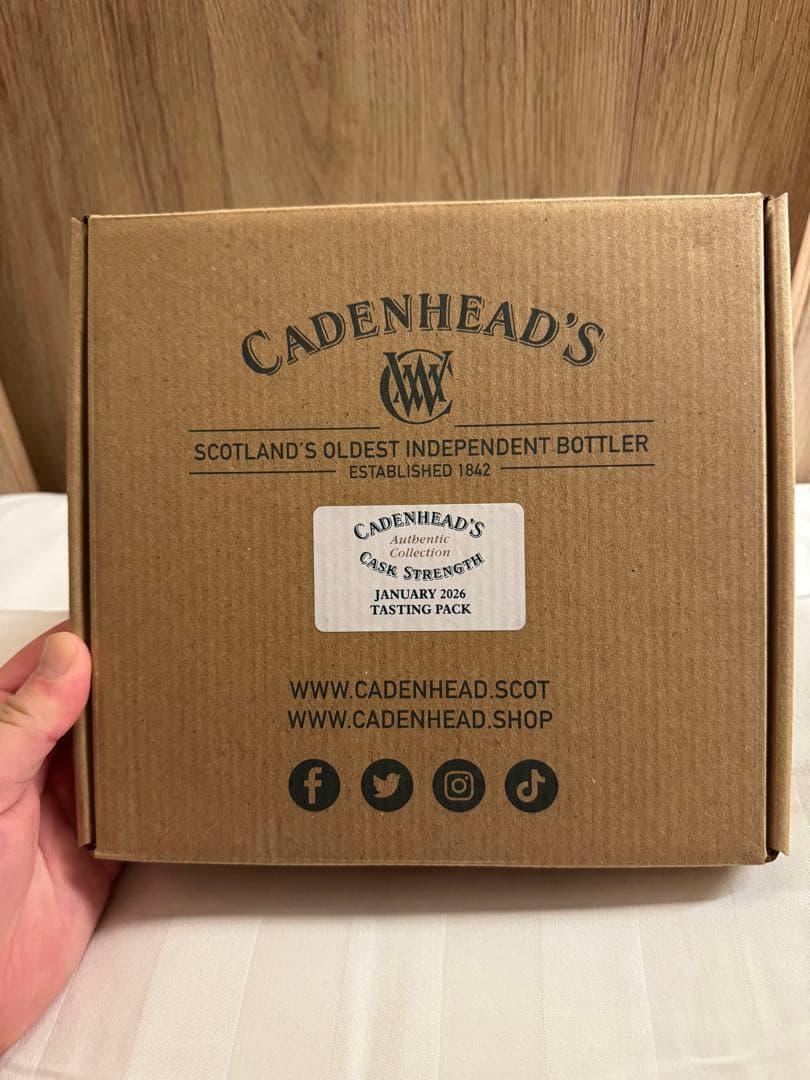 CADENHEAD'S
WC
SCOTLAND'S OLDEST INDEPENDENT BOTTLER
ESTABLISHED 1842
CADENHEAD'S
Authentic
Collection
CASK STRENGTH
JANUARY 2026
TASTING PACK
WWW.CADENHEAD.SCOT
WWW.CADENHEAD.SHOP